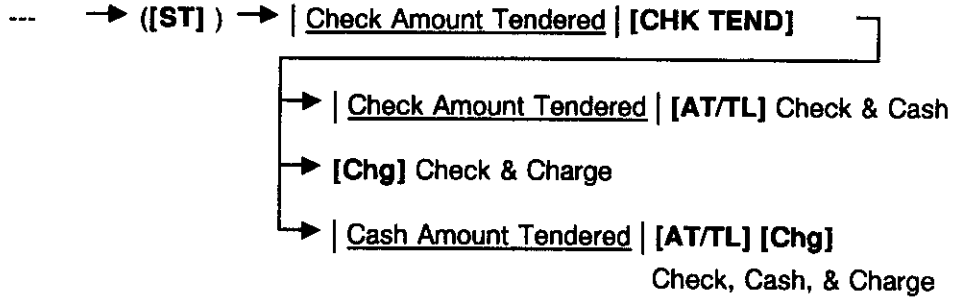 --- ([ST] ) | Check Amount Tendered | [CHK TEND]
| Check Amount Tendered | [AT/TL] Check & Cash
[Chg] Check & Charge
| Cash Amount Tendered | [AT/TL] [Chg]
Check, Cash, & Charge